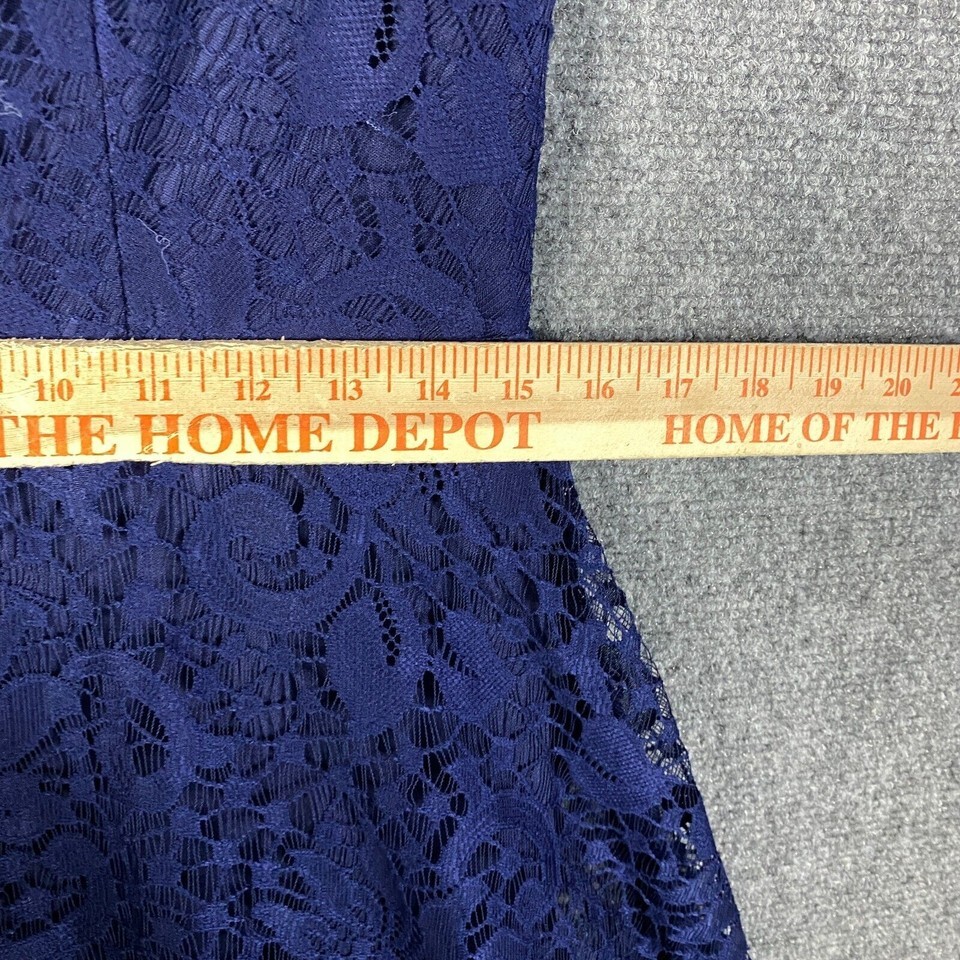 10 11 12 13 14 15 16 17 18 19 20
THE HOME DEPOT HOME OF THE